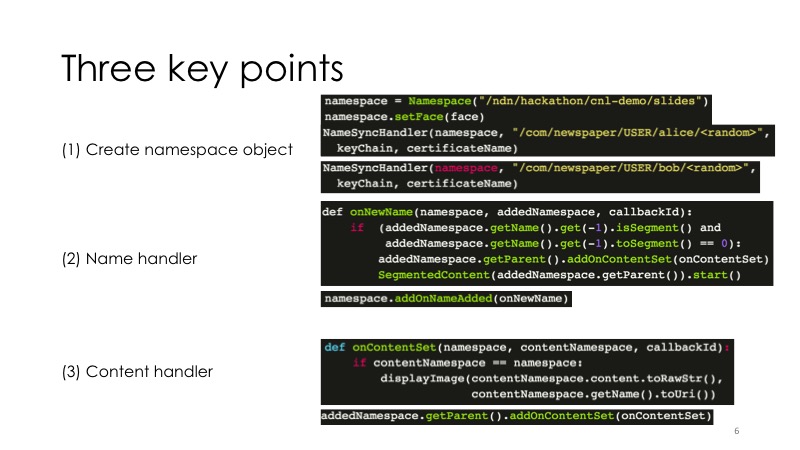 Three key points
(1) Create namespace object
namespace = Namespace("/ndn/hackathon/cnl-demo/slides")
namespace.setFace(face)
NameSyncHandler(namespace, "/com/newspaper/USER/alice/<random>",
keyChain, certificateName)
NameSyncHandler(namespace, "/com/newspaper/USER/bob/<random>",
keyChain, certificateName)
(2) Name handler
def onNewName(namespace, addedNamespace, callbackId):
if (addedNamespace.getName().get(-1).isSegment() and
addedNamespace.getName().get(-1).toSegment() == 0):
addedNamespace.getParent().addOnContentSet(onContentSet)
SegmentedContent(addedNamespace.getParent()).start()
namespace.addOnNameAdded(onNewName)
(3) Content handler
def onContentSet(namespace, contentNamespace, callbackId):
if contentNamespace == namespace:
displayImage(contentNamespace.content.toRawStr(),
contentNamespace.getName().toUri())
addedNamespace.getParent().addOnContentSet(onContentSet)
6